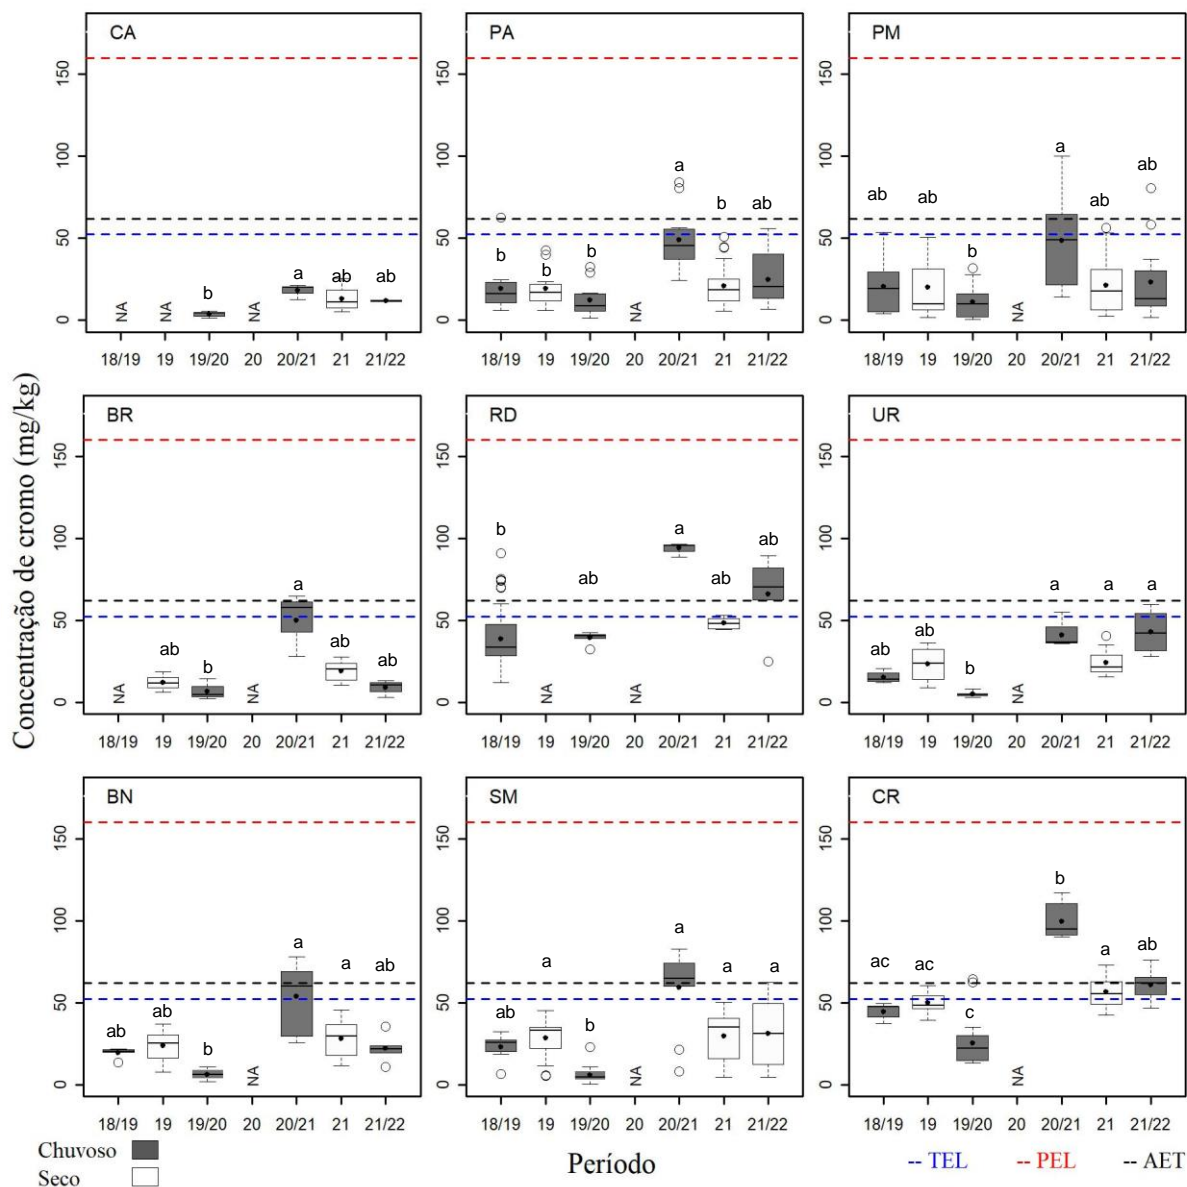 CA
150
100
50
0
NA NA b NA a ab ab
18/19 19 19/20 20 20/21 21 21/22
PA
150
100
50
0
b b b NA a b ab
18/19 19 19/20 20 20/21 21 21/22
PM
150
100
50
0
ab ab b NA a ab ab
18/19 19 19/20 20 20/21 21 21/22
Concentração de cromo (mg/kg)
BR
150
100
50
0
NA ab b NA a ab ab
18/19 19 19/20 20 20/21 21 21/22
RD
150
100
50
0
b NA ab NA a ab ab
18/19 19 19/20 20 20/21 21 21/22
UR
150
100
50
0
ab ab b NA a a a
18/19 19 19/20 20 20/21 21 21/22
BN
150
100
50
0
ab ab b NA a a ab
18/19 19 19/20 20 20/21 21 21/22
SM
150
100
50
0
ab a b NA a a a
18/19 19 19/20 20 20/21 21 21/22
CR
150
100
50
0
ac ac c NA b a ab
18/19 19 19/20 20 20/21 21 21/22
Chuvoso
Seco
Período
-- TEL -- PEL -- AET